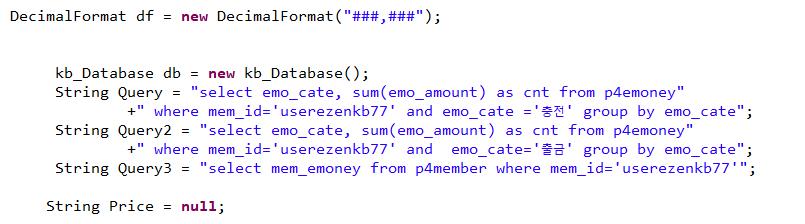 DecimalFormat df = new DecimalFormat("###,###");
kb_Database db = new kb_Database();
String Query = "select emo_cate, sum(emo_amount) as cnt from p4emoney"
+" where mem_id='userezenkb77' and emo_cate ='충전' group by emo_cate";
String Query2 = "select emo_cate, sum(emo_amount) as cnt from p4emoney"
+" where mem_id='userezenkb77' and  emo_cate='출금' group by emo_cate";
String Query3 = "select mem_emoney from p4member where mem_id='userezenkb77'";
String Price = null;